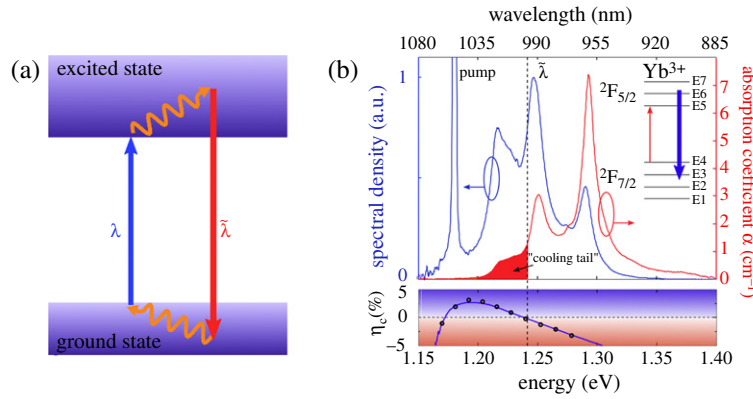 (a)
excited state
λ
λ̃
ground state
(b)
wavelength (nm)
1080 1050 1015 990 955 920 885
spectral density (a.u.)
1
0
pump
λ̃
Yb³⁺
²F₅/₂
E7
E6
E5
²F₇/₂
E4
E3
E2
E1
"cooling tail"
absorption coefficient α (cm⁻¹)
7
6
5
4
3
2
1
0
η_c(%)
5
0
−5
1.15 1.20 1.25 1.30 1.35 1.40
energy (eV)